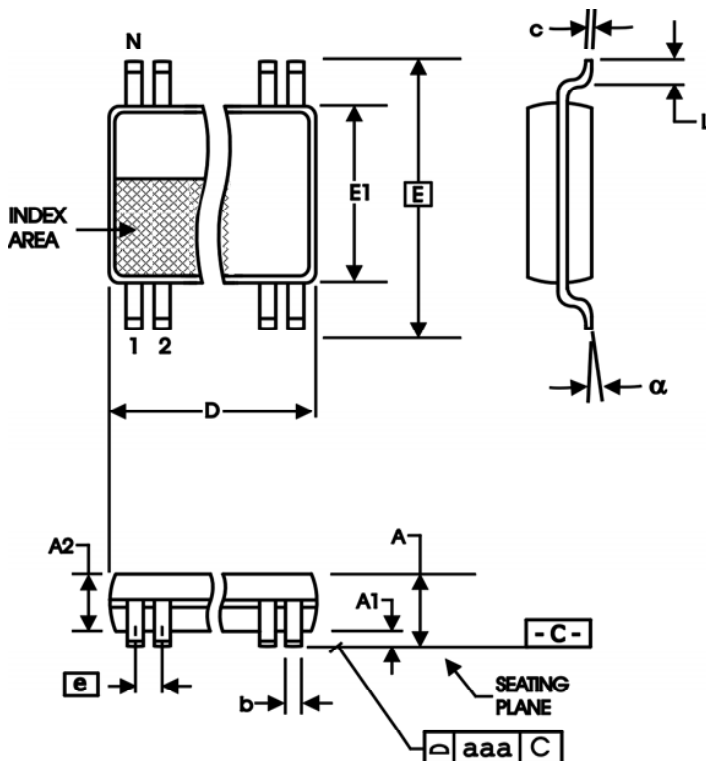 N
c
L
E1
E
INDEX
AREA
1 2
α
D
A2
A
A1
-C-
e
b
SEATING
PLANE
aaa C